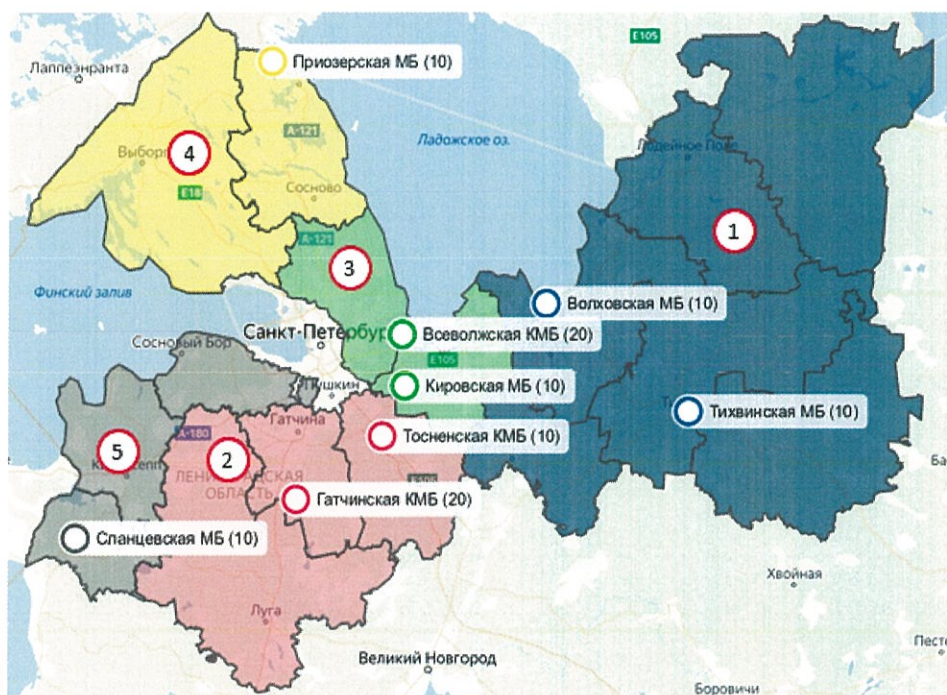 Лаппеэнранта
Приозерская МБ (10)
E105
А-121
Ладожское оз.
Лодейное Поле
4
Выборг
E18
Сосново
1
А-121
3
Финский залив
Волховская МБ (10)
Санкт-Петербург
Всеволжская КМБ (20)
Сосновый Бор
E105
Пушкин
Кировская МБ (10)
Тихвинская МБ (10)
Гатчина
А-180
Тосненская КМБ (10)
5
2
ЛЕНИНГРАДСКАЯ
ОБЛАСТЬ
Гатчинская КМБ (20)
Сланцевская МБ (10)
Хвойная
Луга
Великий Новгород
Боровичи